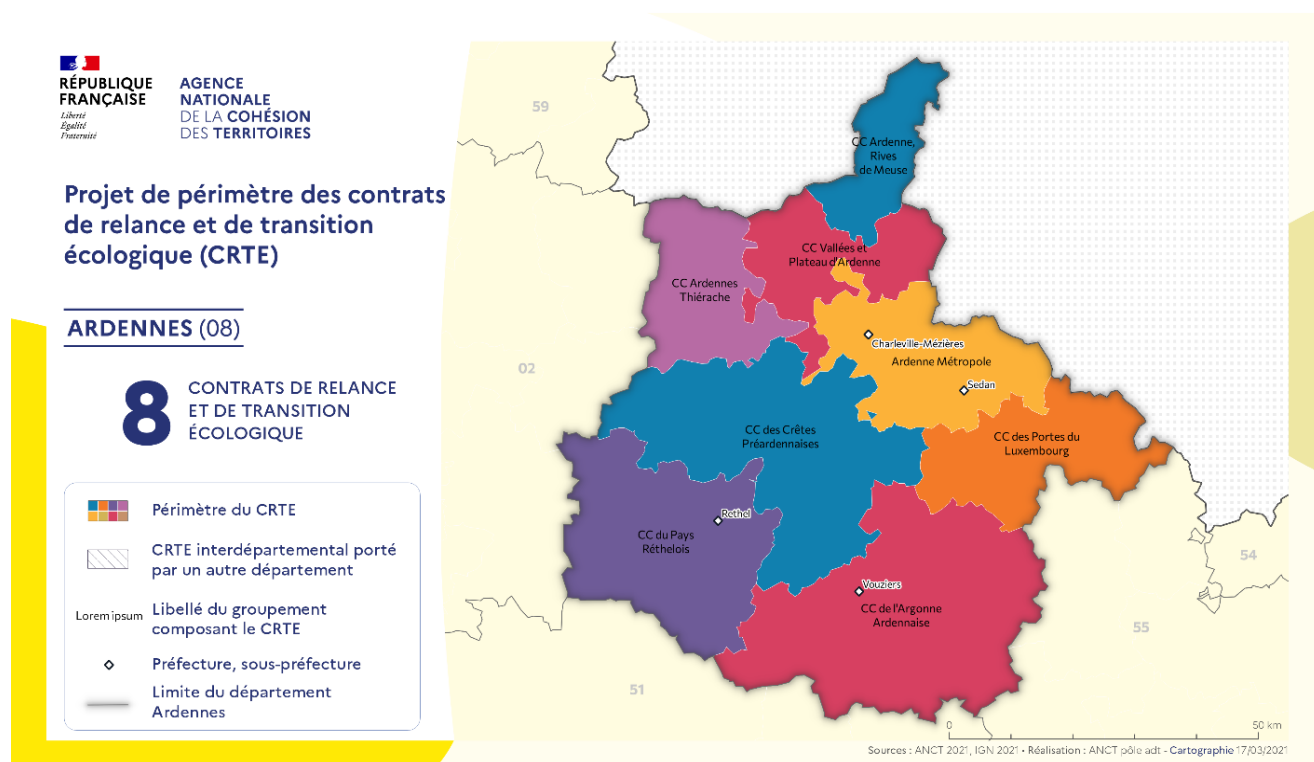 RÉPUBLIQUE
FRANÇAISE
Liberté
Égalité
Fraternité
AGENCE
NATIONALE
DE LA COHÉSION
DES TERRITOIRES
Projet de périmètre des contrats
de relance et de transition
écologique (CRTE)
ARDENNES (08)
8
CONTRATS DE RELANCE
ET DE TRANSITION
ÉCOLOGIQUE
Périmètre du CRTE
CRTE interdépartemental porté
par un autre département
Lorem ipsum
Libellé du groupement
composant le CRTE
Préfecture, sous-préfecture
Limite du département
Ardennes
59
CC Ardenne,
Rives
de Meuse
CC Vallées et
Plateau d'Ardenne
CC Ardennes
Thiérache
Charleville-Mézières
Ardenne Métropole
02
Sedan
CC des Crêtes
Préardennaises
CC des Portes du
Luxembourg
Rethel
CC du Pays
Réthelois
54
Vouziers
CC de l'Argonne
Ardennaise
55
51
0
50 km
Sources : ANCT 2021, IGN 2021 • Réalisation : ANCT pôle adt - Cartographie 17/03/2021